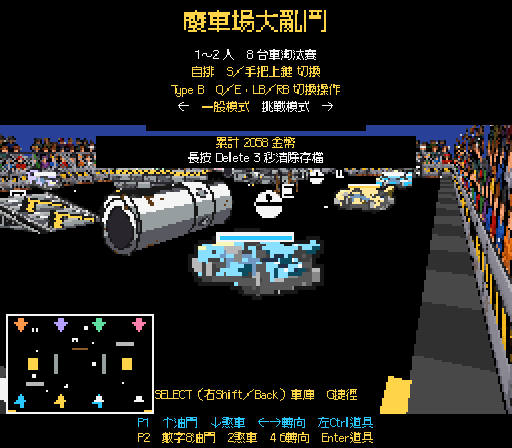 廢車場大亂鬥
1～2 人　8 台車淘汰賽
自排　S／手把上鍵 切換
Type B　Q／E，LB／RB 切換操作
← 一般模式　挑戰模式 →
累計 2058 金幣
長按 Delete 3 秒清除存檔
SELECT（右Shift／Back）車庫　G捷徑
P1　↑油門　↓煞車　←→轉向　左Ctrl道具
P2　數字8油門　2煞車　4 6轉向　Enter道具